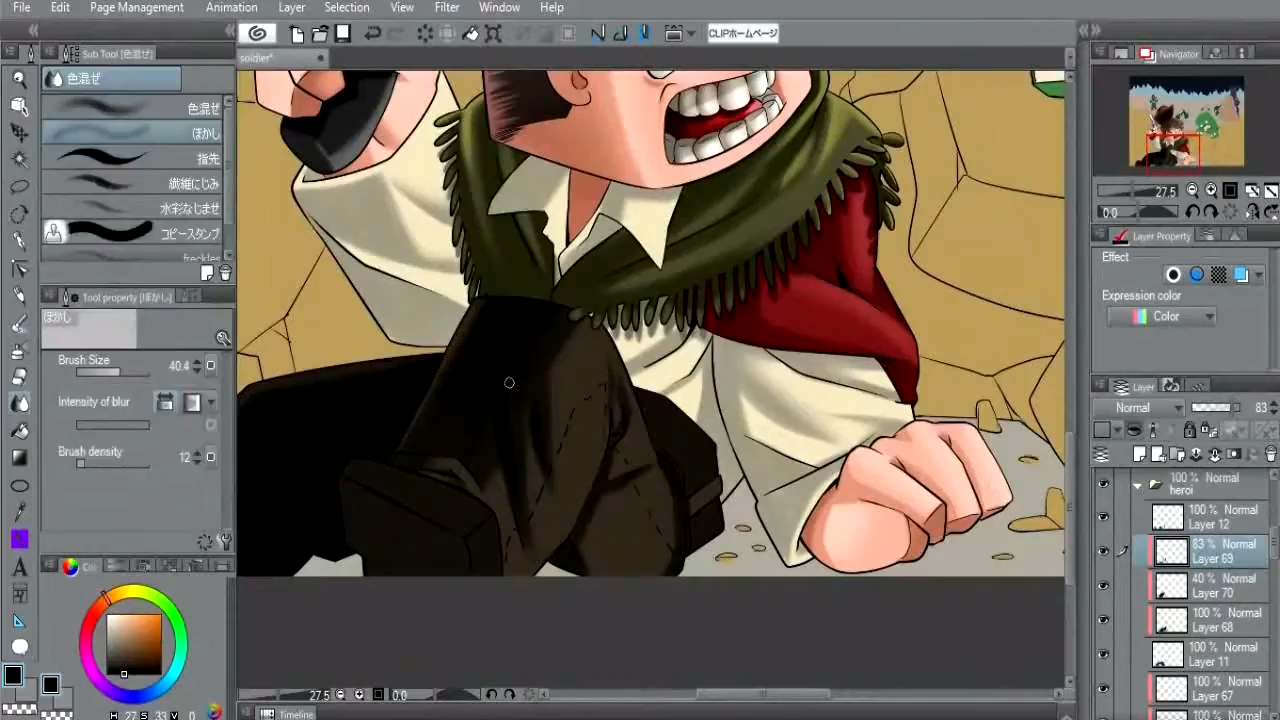 File Edit Page Management Animation Layer Selection View Filter Window Help
CLIPホームページ
Sub Tool [色混ぜ]
soldier*
Navigator
色混ぜ
色混ぜ
ぼかし
指先
繊維にじみ
水彩なじませ
コピースタンプ
freckles
27.5
0.0
Layer Property
Effect
Expression color
Color
Tool property [ぼかし]
ぼかし
Brush Size 40.4
Intensity of blur
Brush density 12
Layer
Normal 83
100 % Normal
heroi
100 % Normal
Layer 12
83 % Normal
Layer 69
40 % Normal
Layer 70
100 % Normal
Layer 68
100 % Normal
Layer 11
100 % Normal
Layer 67
100 % Normal
27.5 0.0
H 27 S 33 V 0
Timeline